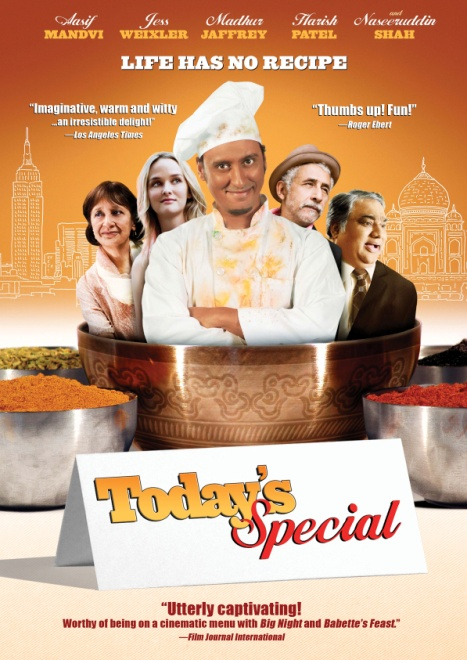 Aasif Jess Madhur Harish and Naseeruddin
MANDVI WEIXLER JAFFREY PATEL SHAH
LIFE HAS NO RECIPE
"Imaginative, warm and witty
...an irresistible delight!"
—Los Angeles Times
"Thumbs up! Fun!"
—Roger Ebert
Today's
Special
"Utterly captivating!
Worthy of being on a cinematic menu with Big Night and Babette's Feast."
—Film Journal International